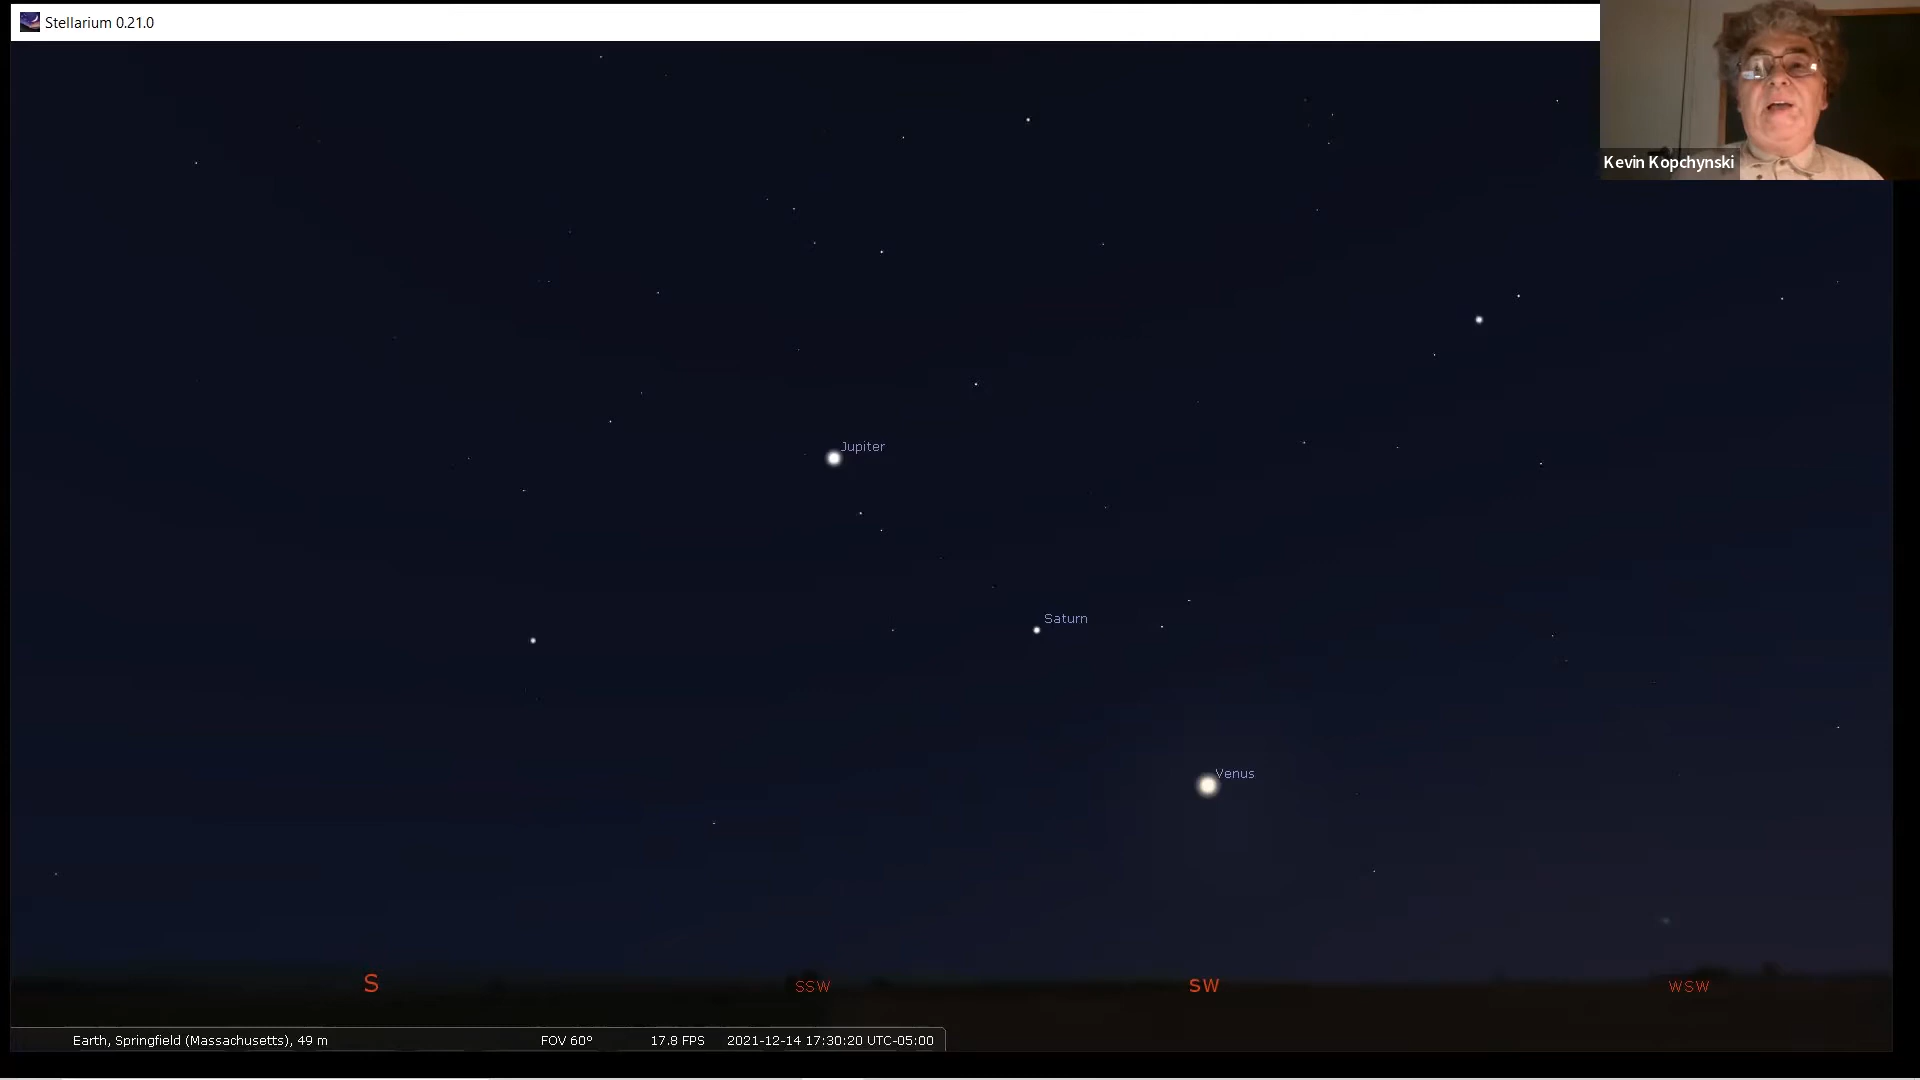 Stellarium 0.21.0
Kevin Kopchynski
Jupiter
Saturn
Venus
S
SSW
SW
WSW
Earth, Springfield (Massachusetts), 49 m
FOV 60°
17.8 FPS
2021-12-14 17:30:20 UTC-05:00